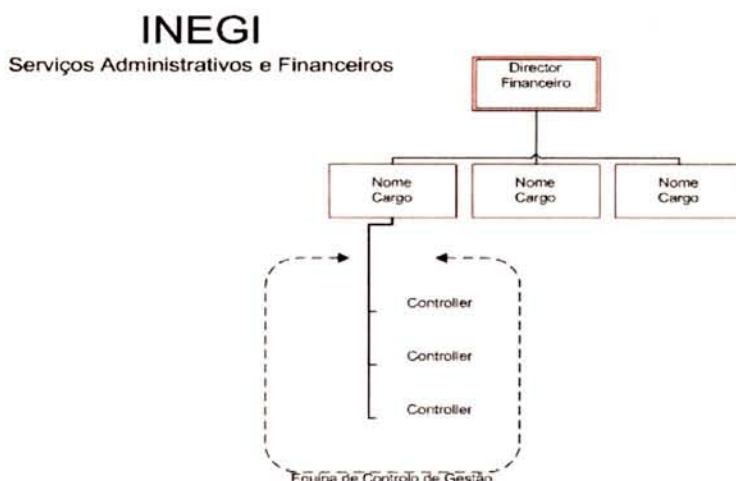 INEGI
Serviços Administrativos e Financeiros
Director
Financeiro
Nome
Cargo
Nome
Cargo
Nome
Cargo
Controller
Controller
Controller
Equipa de Controlo de Gestão